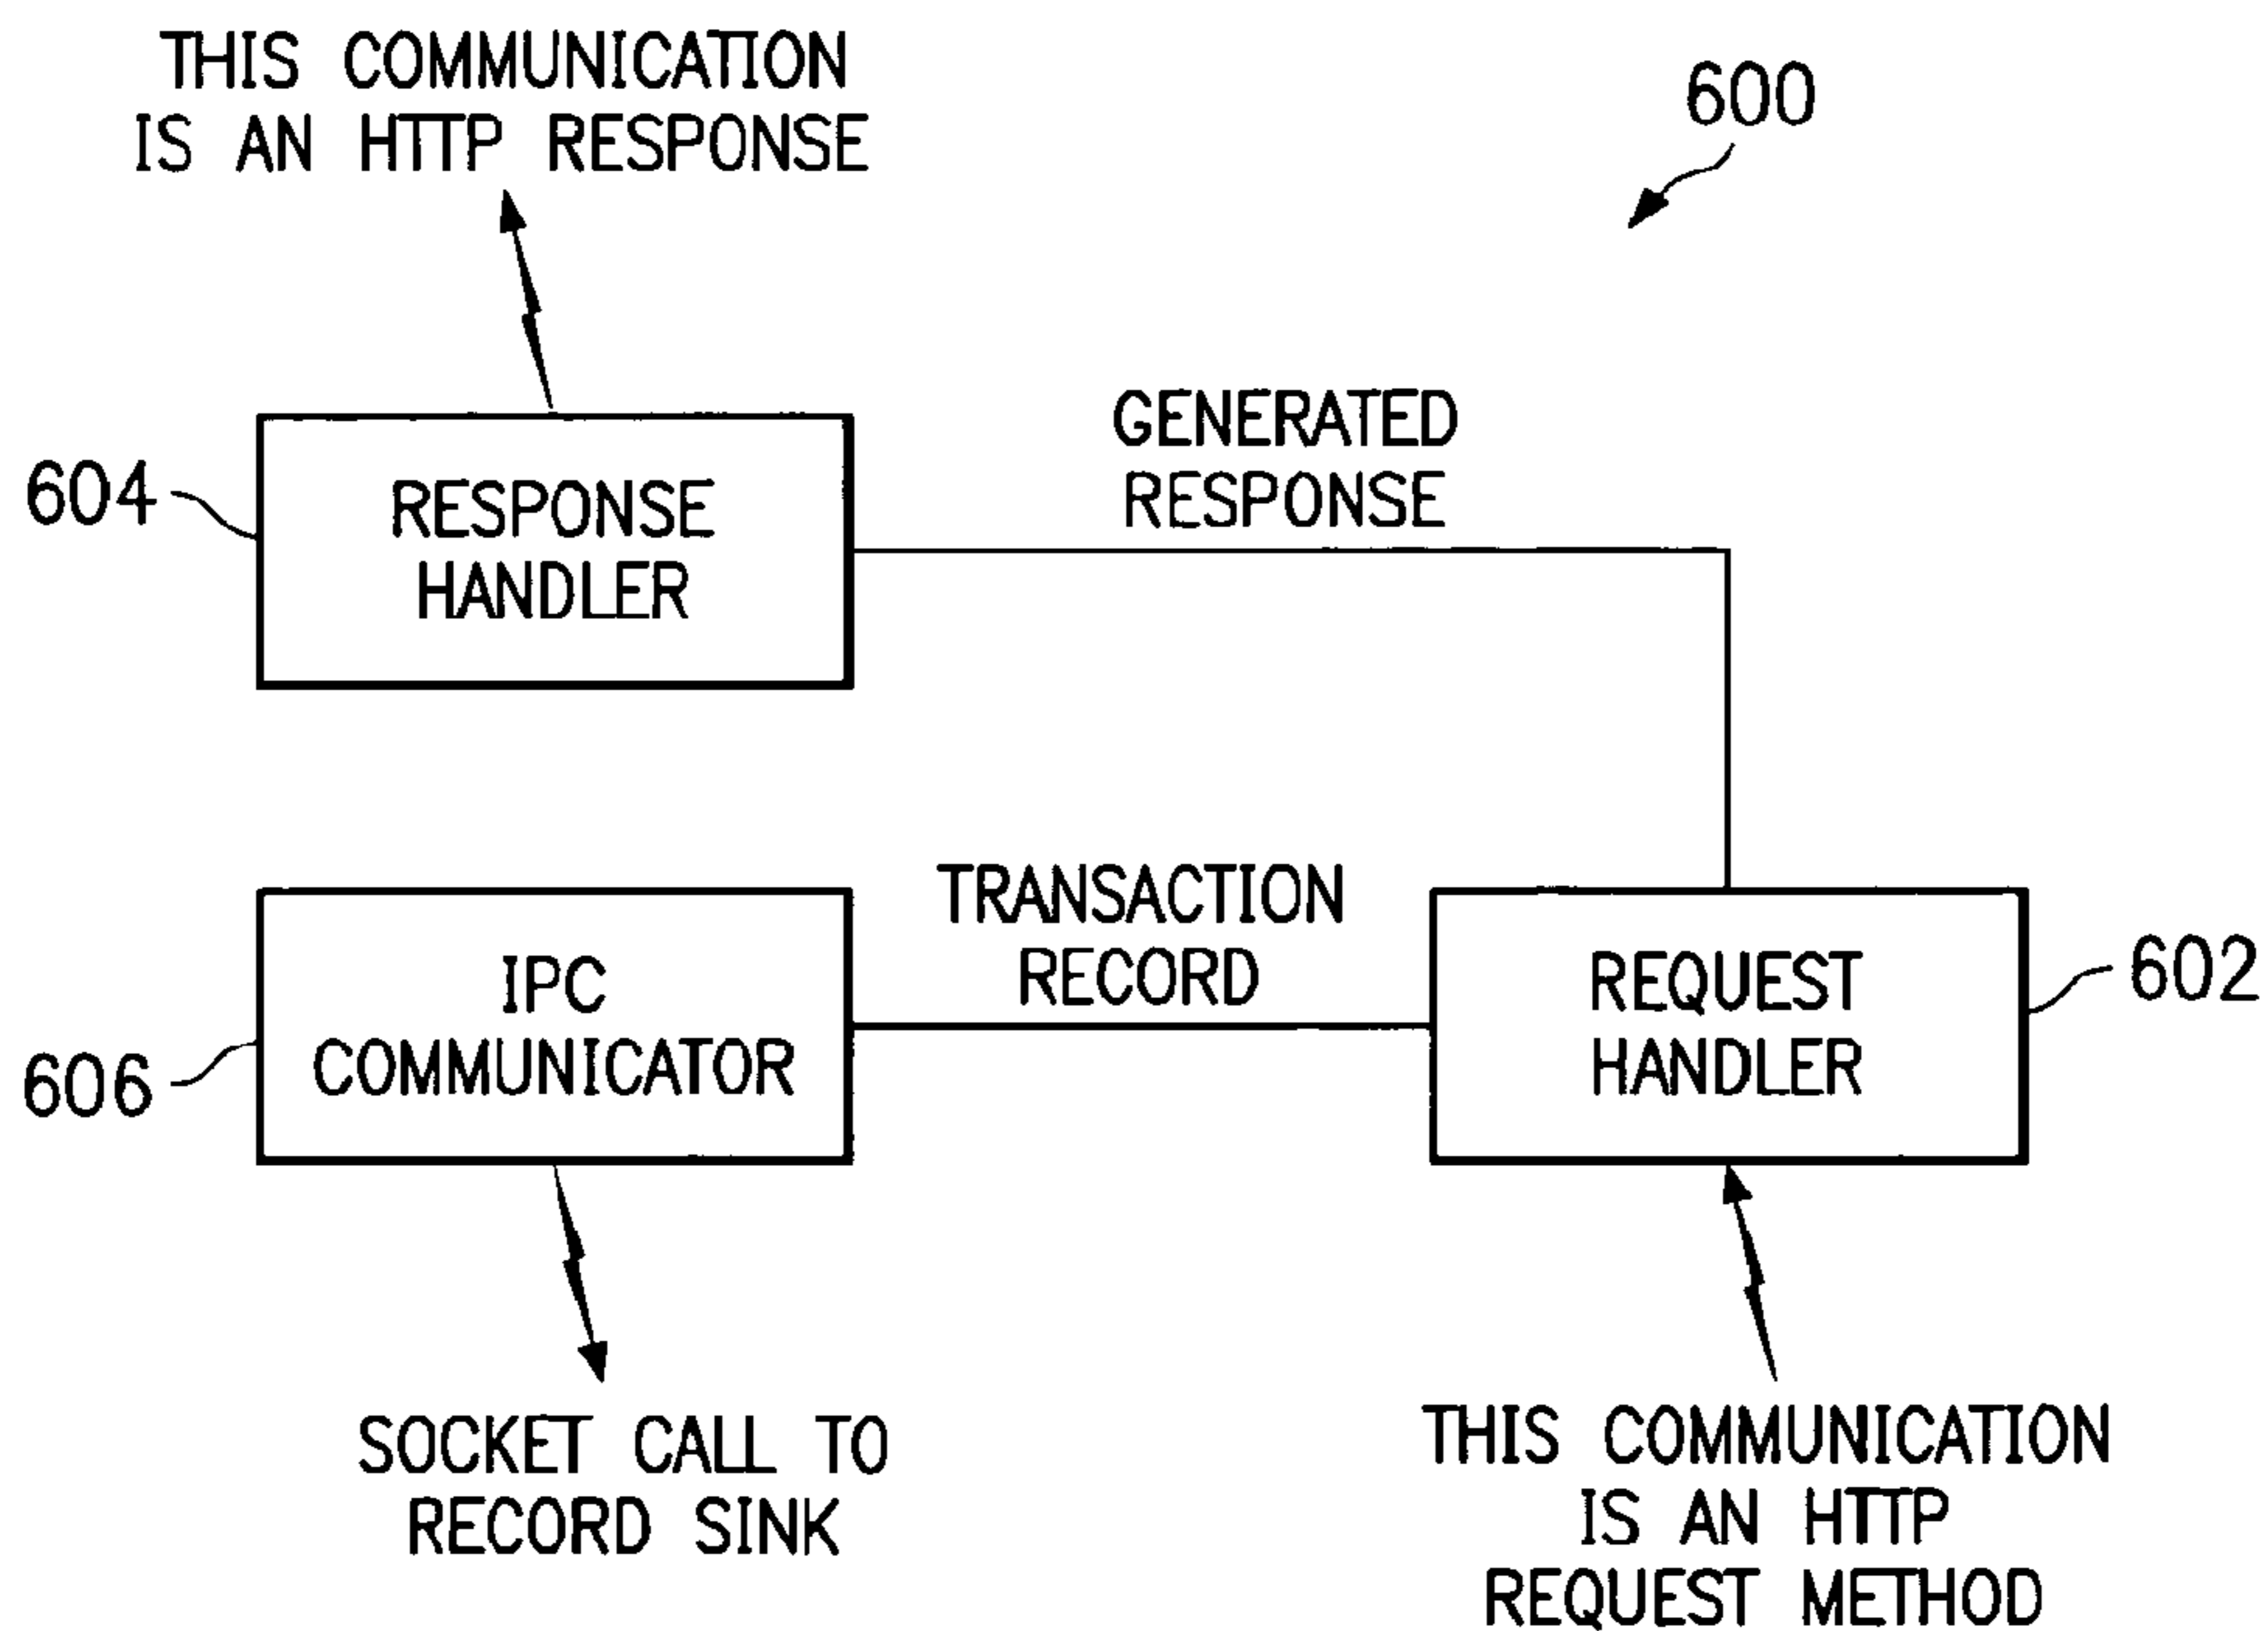 THIS COMMUNICATION
IS AN HTTP RESPONSE
600
604
RESPONSE
HANDLER
GENERATED
RESPONSE
606
IPC
COMMUNICATOR
TRANSACTION
RECORD
REQUEST
HANDLER
602
SOCKET CALL TO
RECORD SINK
THIS COMMUNICATION
IS AN HTTP
REQUEST METHOD